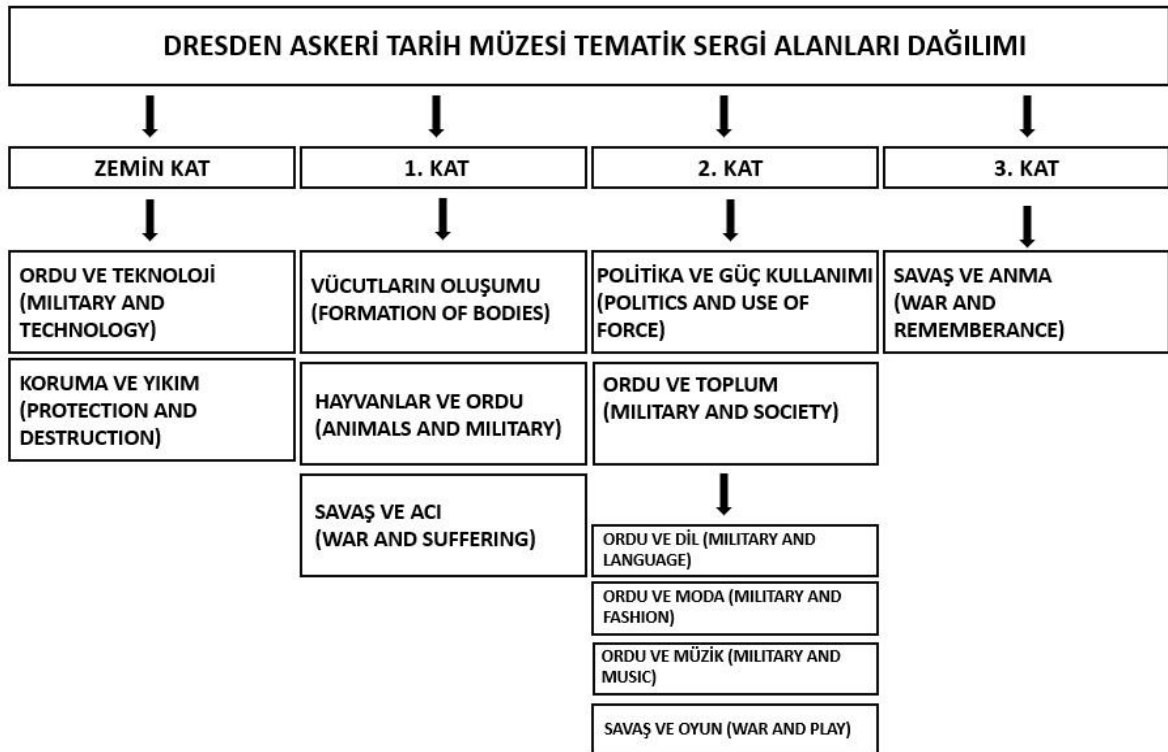 DRESDEN ASKERİ TARİH MÜZESİ TEMATİK SERGİ ALANLARI DAĞILIMI
ZEMİN KAT
1. KAT
2. KAT
3. KAT
ORDU VE TEKNOLOJİ
(MILITARY AND
TECHNOLOGY)
KORUMA VE YIKIM
(PROTECTION AND
DESTRUCTION)
VÜCUTLARIN OLUŞUMU
(FORMATION OF BODIES)
HAYVANLAR VE ORDU
(ANIMALS AND MILITARY)
SAVAŞ VE ACI
(WAR AND SUFFERING)
POLİTİKA VE GÜÇ KULLANIMI
(POLITICS AND USE OF
FORCE)
ORDU VE TOPLUM
(MILITARY AND SOCIETY)
ORDU VE DİL (MILITARY AND
LANGUAGE)
ORDU VE MODA (MILITARY AND
FASHION)
ORDU VE MÜZİK (MILITARY AND
MUSIC)
SAVAŞ VE OYUN (WAR AND PLAY)
SAVAŞ VE ANMA
(WAR AND
REMEMBERANCE)